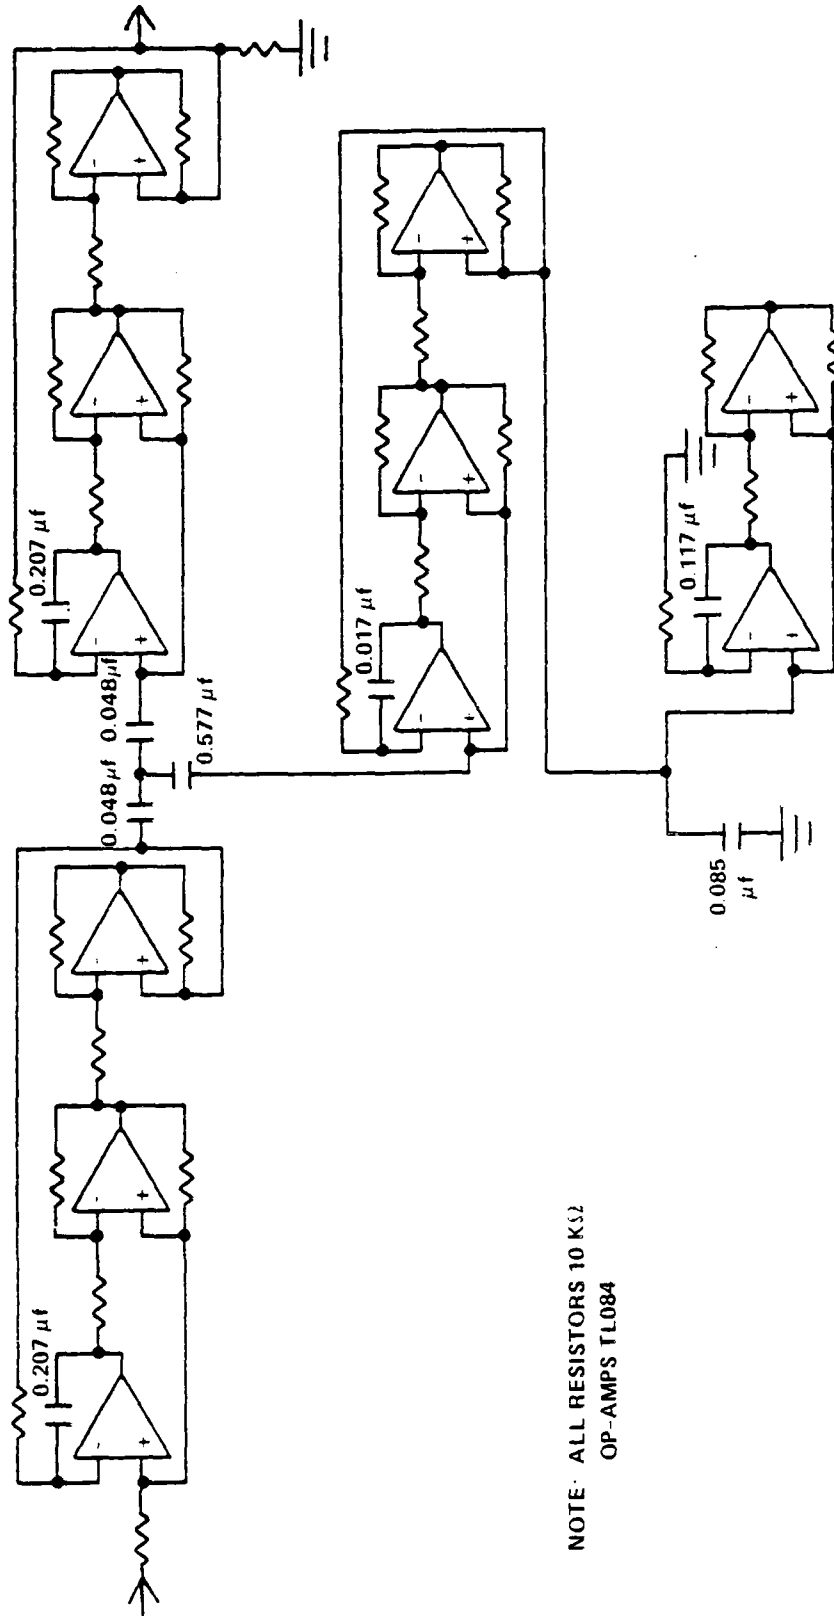 0.207 µf
0.048µf
0.048µf
0.577 µf
0.207 µf
0.017 µf
0.117 µf
0.085
µf
NOTE: ALL RESISTORS 10 KΩ
OP-AMPS TL084